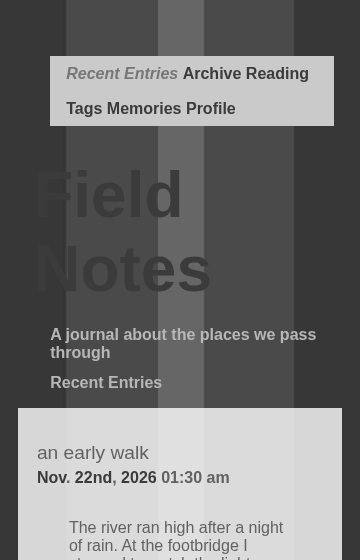 Recent Entries Archive Reading
Tags Memories Profile
Field
Notes
A journal about the places we pass
through
Recent Entries
an early walk
Nov. 22nd, 2026 01:30 am
The river ran high after a night
of rain. At the footbridge I